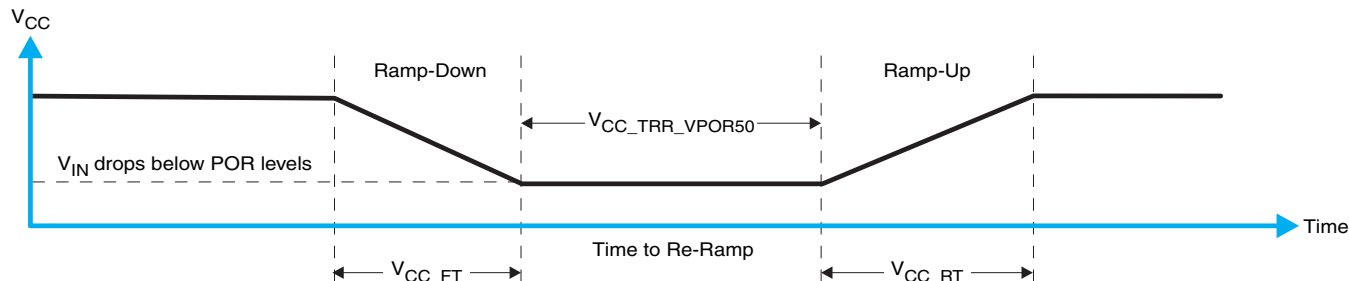 VCC
Ramp-Down
Ramp-Up
VCC_TRR_VPOR50
VIN drops below POR levels
Time
Time to Re-Ramp
VCC_FT
VCC_RT